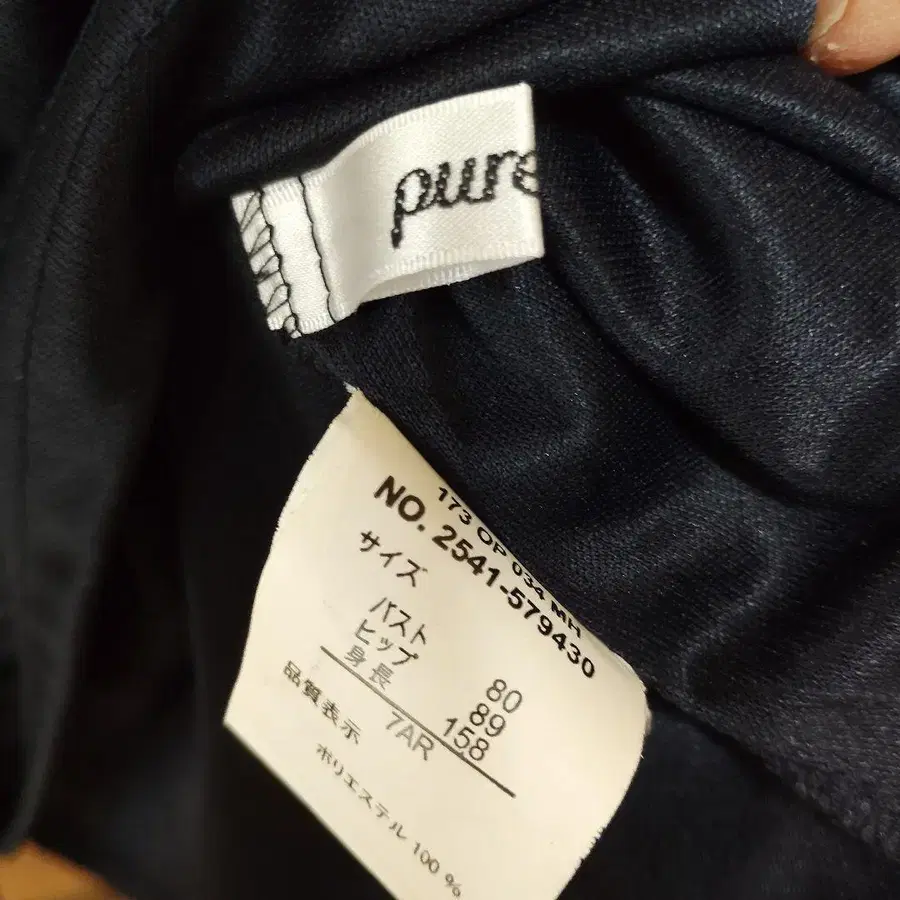 pure
173 OP 034 MH
NO. 2541-579430
サイズ
バスト 80
ヒップ 89
身長 158
7AR
品質表示
ポリエステル 100 %